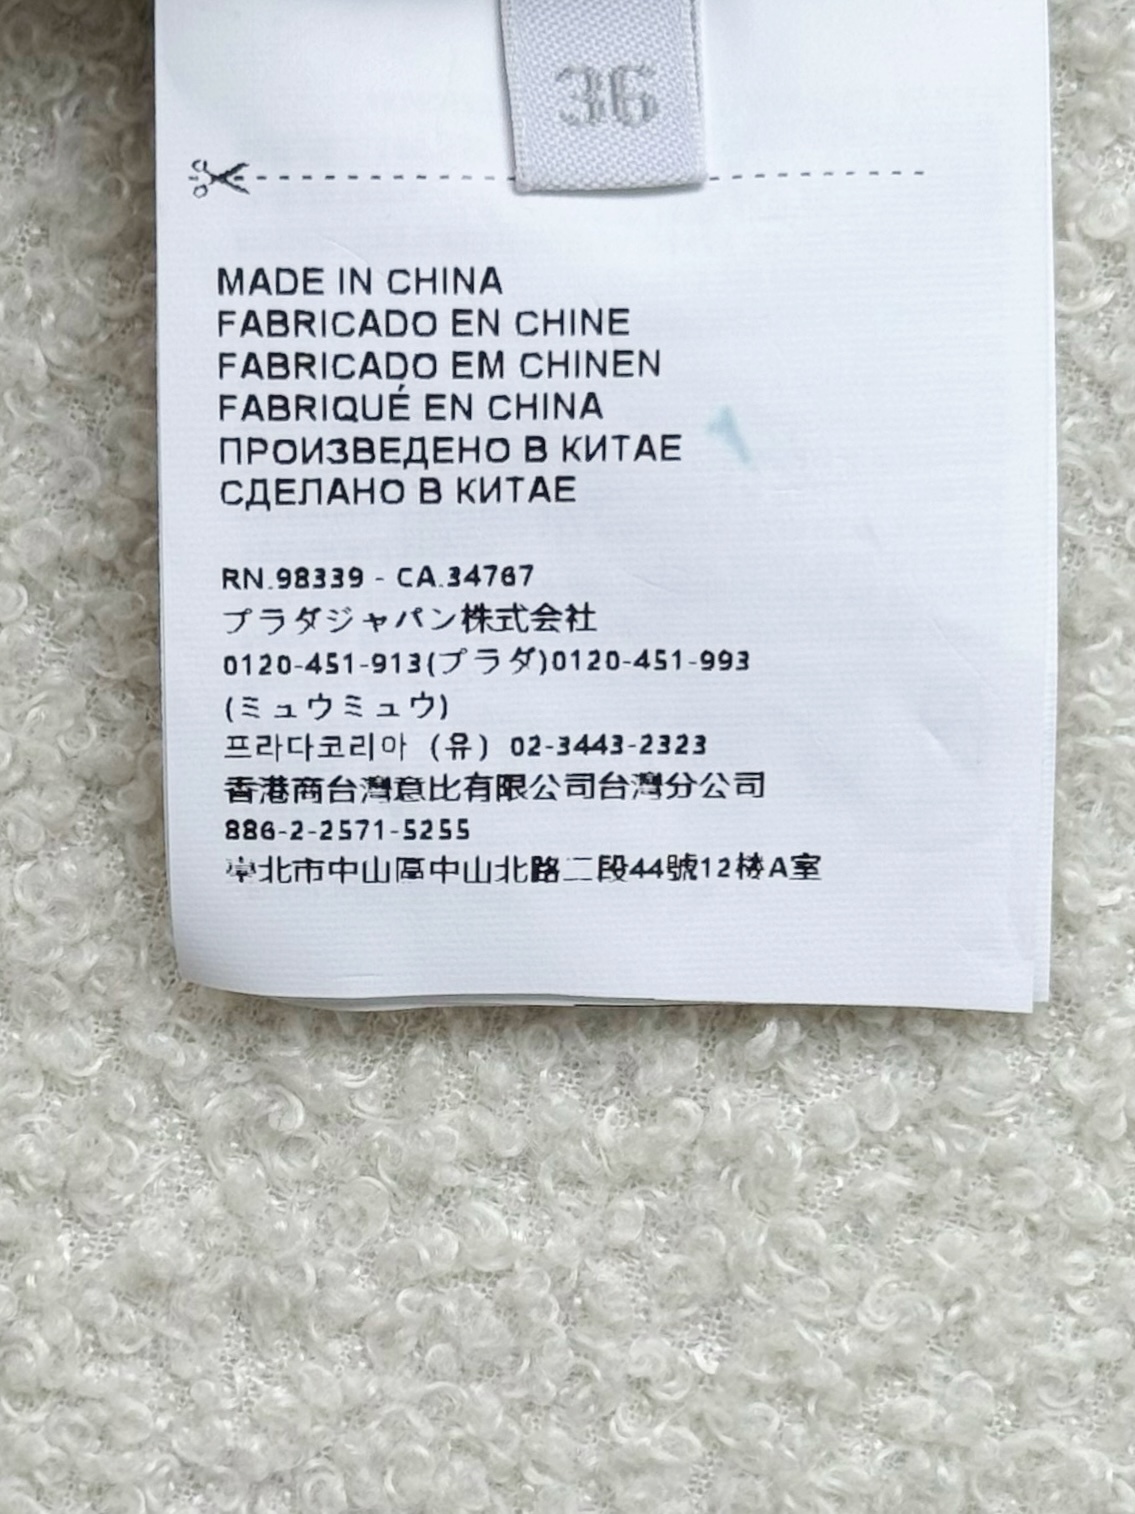 36
MADE IN CHINA
FABRICADO EN CHINE
FABRICADO EM CHINEN
FABRIQUÉ EN CHINA
ПРОИЗВЕДЕНО В КИТАЕ
СДЕЛАНО В КИТАЕ
RN.98339 - CA.34767
プラダジャパン株式会社
0120-451-913(プラダ)0120-451-993
(ミュウミュウ)
프라다코리아 (유) 02-3443-2323
香港商台灣意比有限公司台灣分公司
886-2-2571-5255
臺北市中山區中山北路二段44號12樓A室